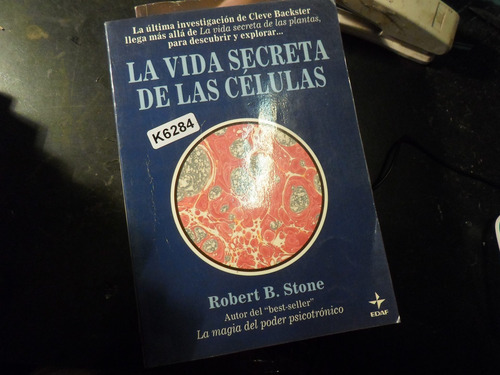 La última investigación de Cleve Backster
llega más allá de La vida secreta de las plantas,
para descubrir y explorar...
LA VIDA SECRETA
DE LAS CÉLULAS
K6284
Robert B. Stone
Autor del "best-seller"
La magia del poder psicotrónico
EDAF